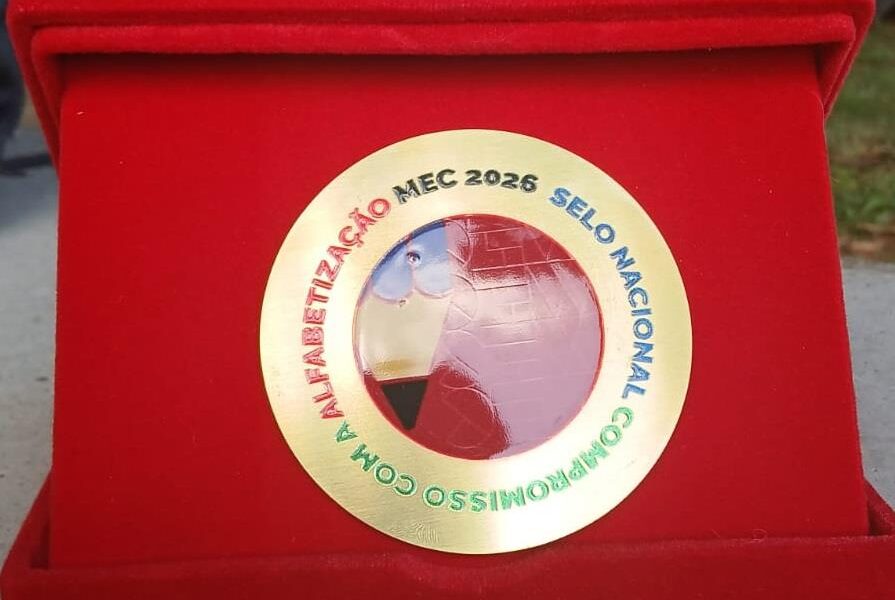 MEC 2026
SELO NACIONAL
COMPROMISSO COM A
ALFABETIZAÇÃO